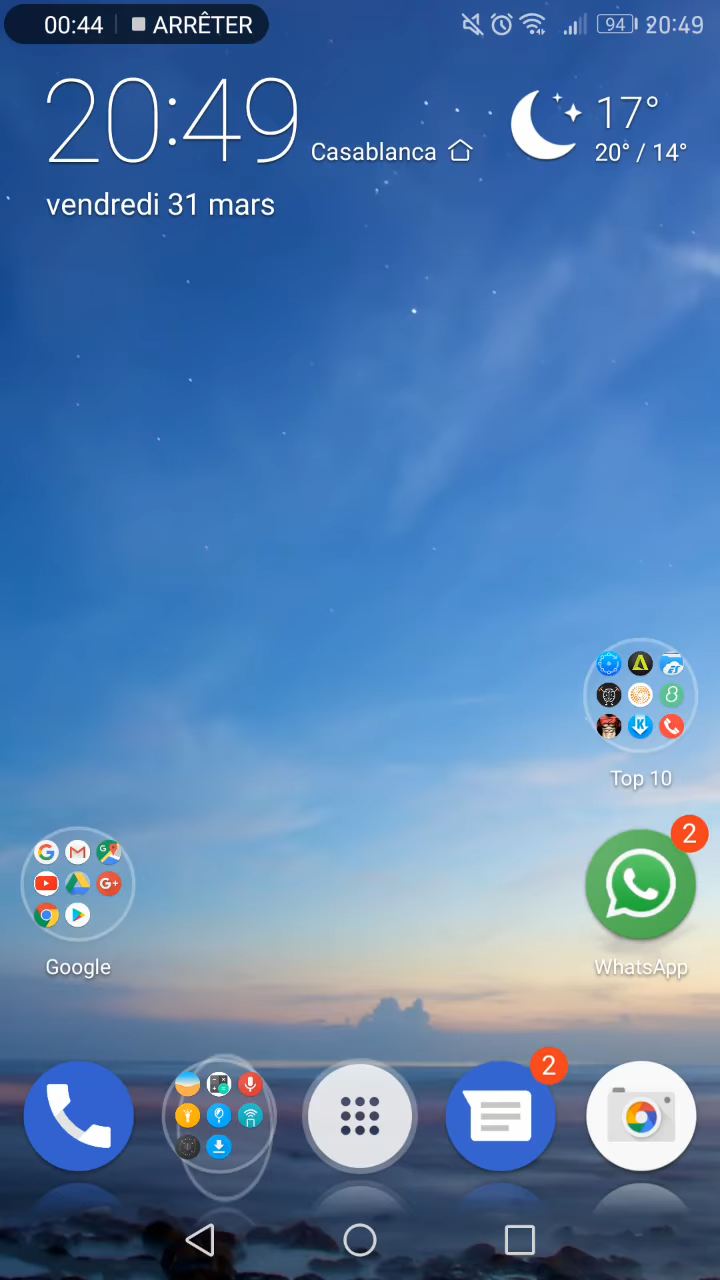 00:44 ARRÊTER 94 20:49
20:49 Casablanca 17°
20° / 14°
vendredi 31 mars
Top 10
2
Google
WhatsApp
2